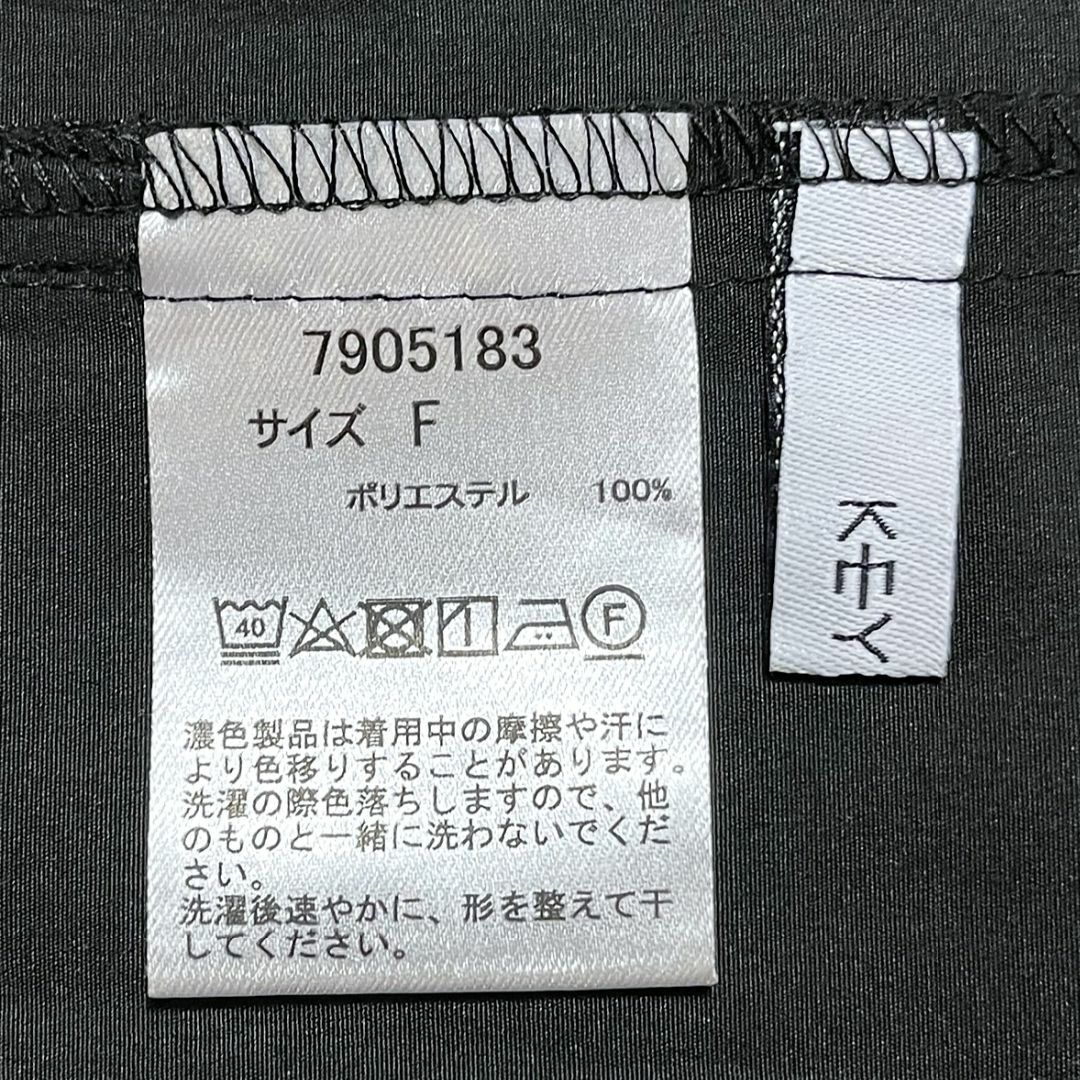 7905183
サイズ F
ポリエステル 100%
40 F
濃色製品は着用中の摩擦や汗に
より色移りすることがあります。
洗濯の際色落ちしますので、他
のものと一緒に洗わないでくだ
さい。
洗濯後速やかに、形を整えて干
してください。
KEY